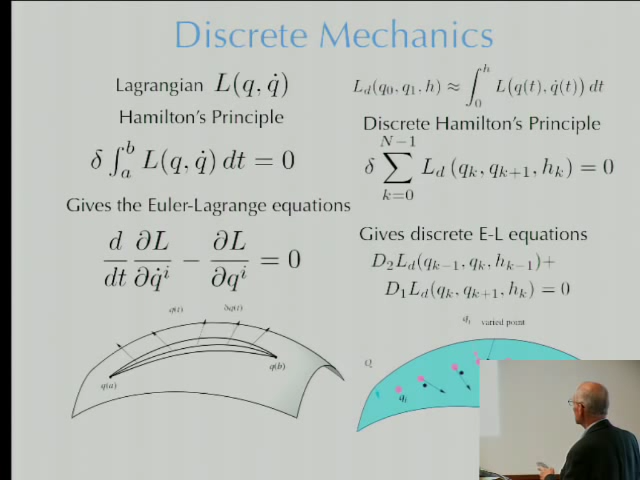 Discrete Mechanics
Lagrangian L(q, q̇)
Hamilton's Principle
δ ∫ₐᵇ L(q, q̇) dt = 0
Gives the Euler-Lagrange equations
d/dt ∂L/∂q̇ⁱ − ∂L/∂qⁱ = 0
q(t) δq(t)
q(a) q(b)
L_d(q₀, q₁, h) ≈ ∫₀ʰ L(q(t), q̇(t)) dt
Discrete Hamilton's Principle
δ ∑_{k=0}^{N−1} L_d (q_k, q_{k+1}, h_k) = 0
Gives discrete E-L equations
D₂L_d(q_{k−1}, q_k, h_{k−1})+
D₁L_d(q_k, q_{k+1}, h_k) = 0
varied point
Q